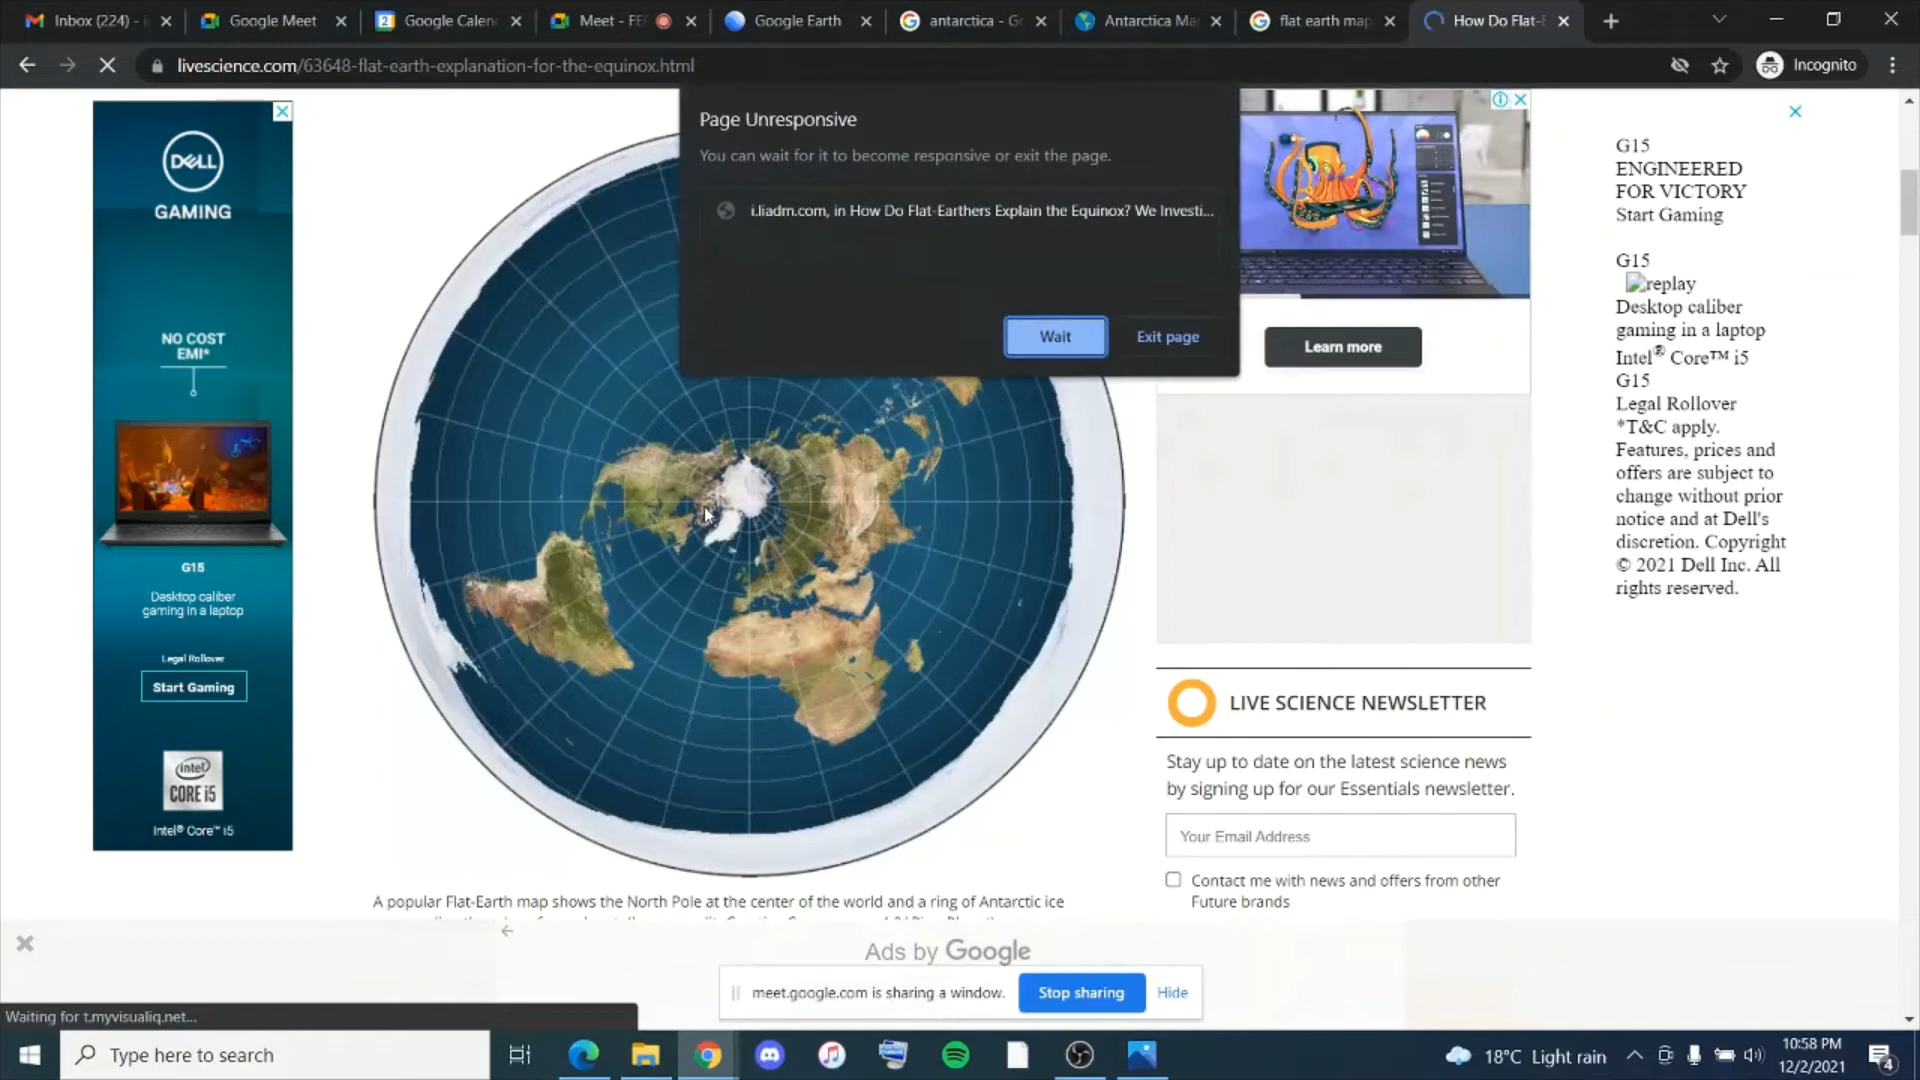 Inbox (224) - i
Google Meet
Google Calen
Meet - FE
Google Earth
antarctica - G
Antarctica Ma
flat earth map
How Do Flat-E
livescience.com/63648-flat-earth-explanation-for-the-equinox.html
Incognito
DELL
GAMING
NO COST
EMI*
G15
Desktop caliber
gaming in a laptop
Legal Rollover
Start Gaming
intel
CORE i5
Intel® Core™ i5
Page Unresponsive
You can wait for it to become responsive or exit the page.
i.liadm.com, in How Do Flat-Earthers Explain the Equinox? We Investi...
Wait
Exit page
Learn more
G15
ENGINEERED
FOR VICTORY
Start Gaming
G15
replay
Desktop caliber
gaming in a laptop
Intel® Core™ i5
G15
Legal Rollover
*T&C apply.
Features, prices and
offers are subject to
change without prior
notice and at Dell's
discretion. Copyright
© 2021 Dell Inc. All
rights reserved.
LIVE SCIENCE NEWSLETTER
Stay up to date on the latest science news
by signing up for our Essentials newsletter.
Your Email Address
Contact me with news and offers from other
Future brands
A popular Flat-Earth map shows the North Pole at the center of the world and a ring of Antarctic ice
Ads by Google
meet.google.com is sharing a window.
Stop sharing
Hide
Waiting for t.myvisualiq.net...
Type here to search
18°C Light rain
10:58 PM
12/2/2021
4